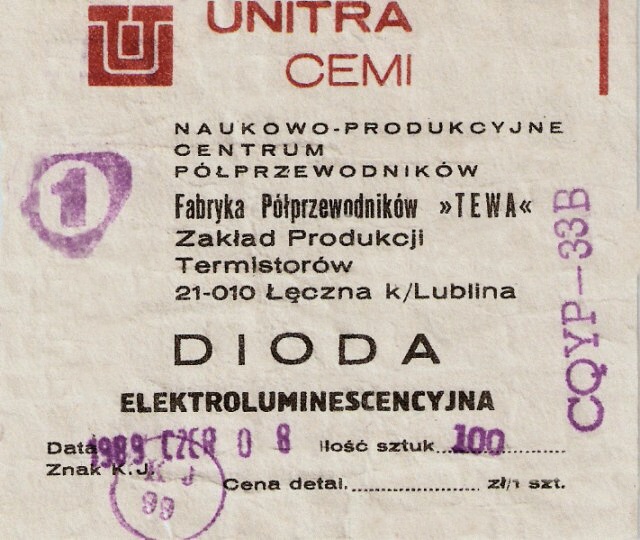 UNITRA
CEMI
NAUKOWO-PRODUKCYJNE
CENTRUM
PÓŁPRZEWODNIKÓW
1
Fabryka Półprzewodników »TEWA«
Zakład Produkcji
Termistorów
21-010 Łęczna k/Lublina
CQYP-33B
DIODA
ELEKTROLUMINESCENCYJNA
Data 1989 CZER 08 Ilość sztuk 100
Znak K.J.
K J
99
Cena detal. zł/1 szt.